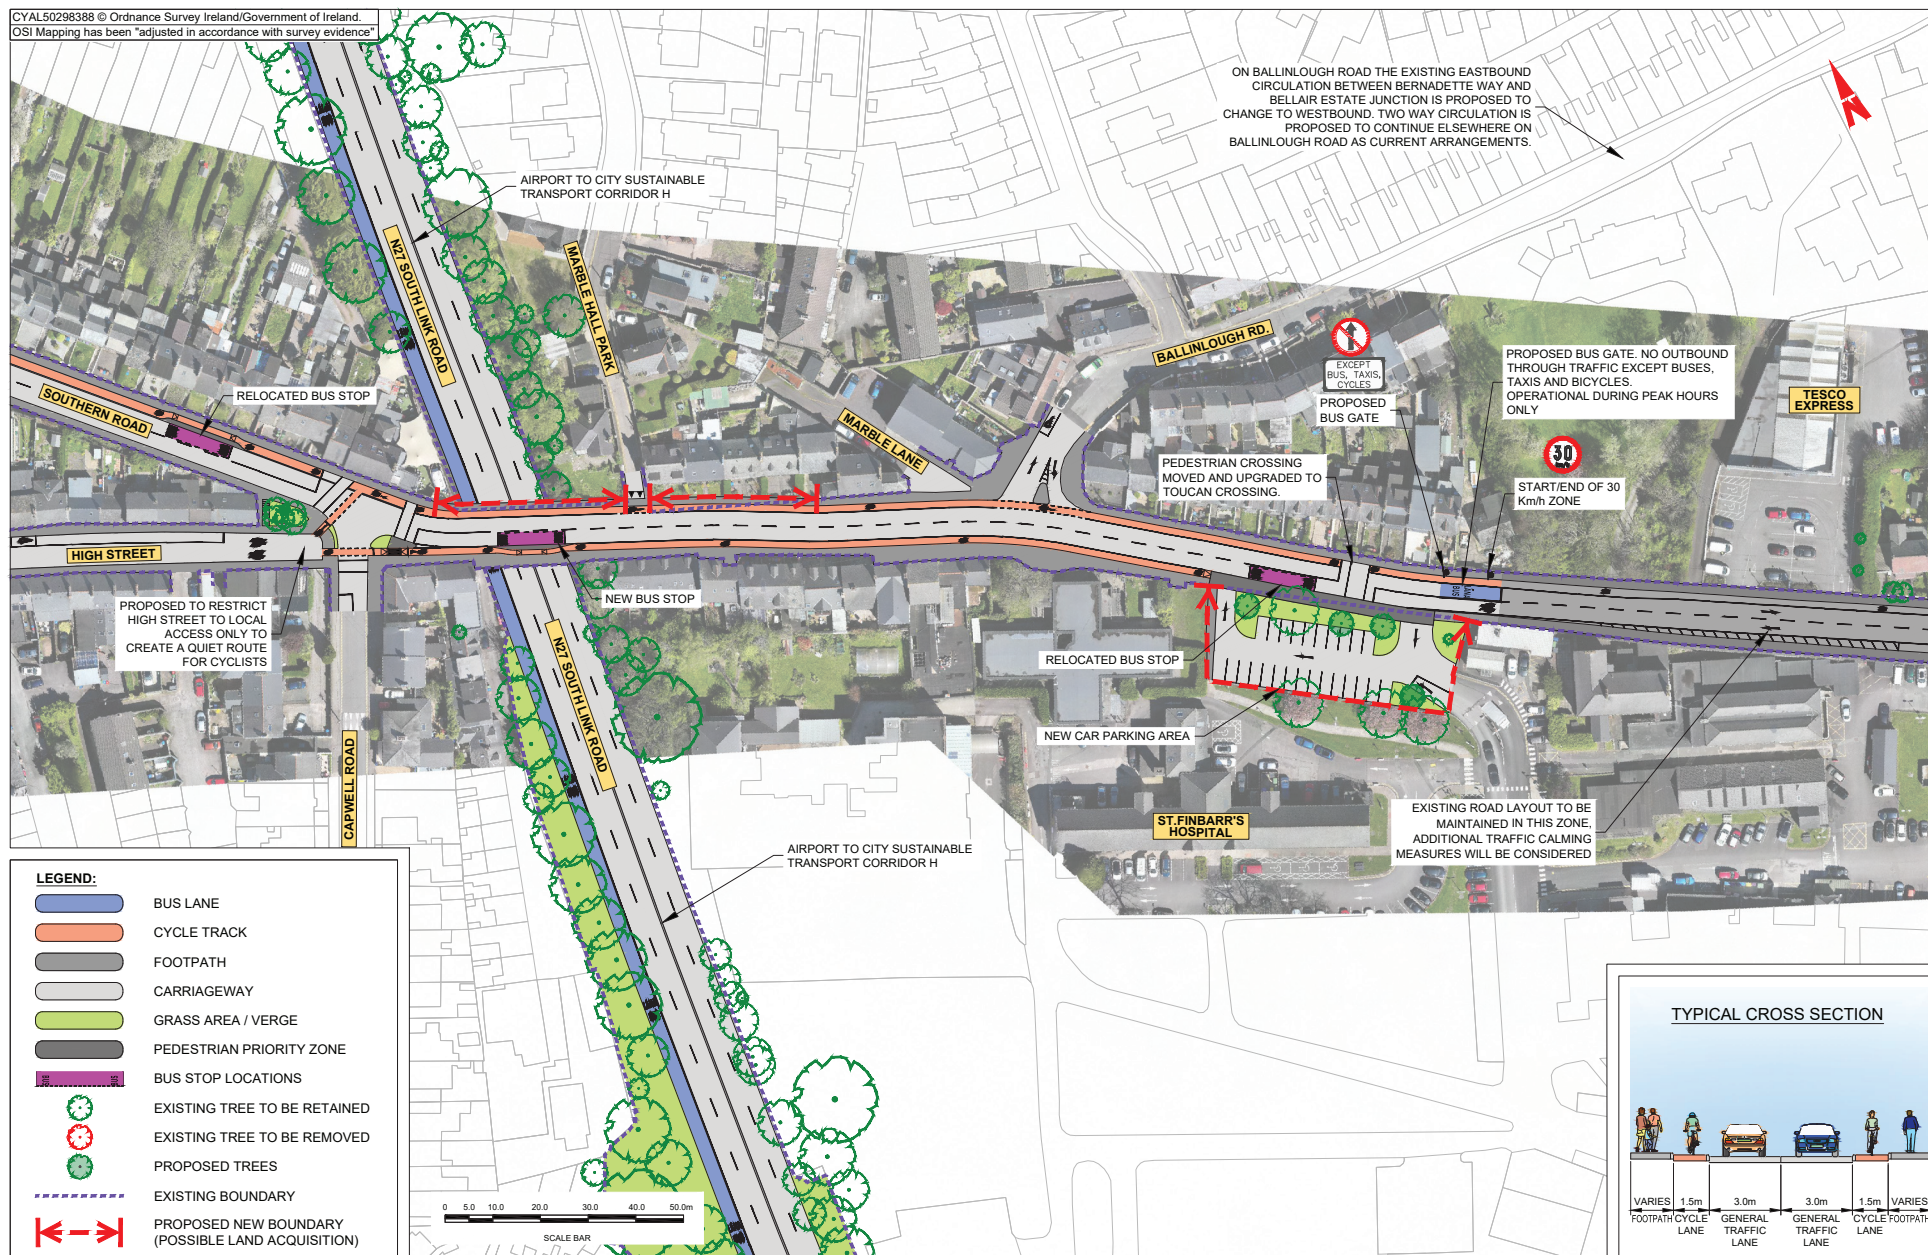 CYAL50298388 © Ordnance Survey Ireland/Government of Ireland.
OSI Mapping has been "adjusted in accordance with survey evidence"
ON BALLINLOUGH ROAD THE EXISTING EASTBOUND
CIRCULATION BETWEEN BERNADETTE WAY AND
BELLAIR ESTATE JUNCTION IS PROPOSED TO
CHANGE TO WESTBOUND. TWO WAY CIRCULATION IS
PROPOSED TO CONTINUE ELSEWHERE ON
BALLINLOUGH ROAD AS CURRENT ARRANGEMENTS.
N
AIRPORT TO CITY SUSTAINABLE
TRANSPORT CORRIDOR H
N27 SOUTH LINK ROAD
MARBLE HALL PARK
BALLINLOUGH RD.
EXCEPT
BUS, TAXIS,
CYCLES
PROPOSED
BUS GATE
PROPOSED BUS GATE. NO OUTBOUND
THROUGH TRAFFIC EXCEPT BUSES,
TAXIS AND BICYCLES.
OPERATIONAL DURING PEAK HOURS
ONLY
TESCO
EXPRESS
RELOCATED BUS STOP
SOUTHERN ROAD
MARBLE LANE
PEDESTRIAN CROSSING
MOVED AND UPGRADED TO
TOUCAN CROSSING.
30
START/END OF 30
Km/h ZONE
HIGH STREET
NEW BUS STOP
PROPOSED TO RESTRICT
HIGH STREET TO LOCAL
ACCESS ONLY TO
CREATE A QUIET ROUTE
FOR CYCLISTS
BUS
LANE
RELOCATED BUS STOP
N27 SOUTH LINK ROAD
NEW CAR PARKING AREA
CAPWELL ROAD
ST.FINBARR'S
HOSPITAL
EXISTING ROAD LAYOUT TO BE
MAINTAINED IN THIS ZONE,
ADDITIONAL TRAFFIC CALMING
MEASURES WILL BE CONSIDERED
AIRPORT TO CITY SUSTAINABLE
TRANSPORT CORRIDOR H
LEGEND:
BUS LANE
CYCLE TRACK
FOOTPATH
CARRIAGEWAY
GRASS AREA / VERGE
PEDESTRIAN PRIORITY ZONE
BUS STOP LOCATIONS
EXISTING TREE TO BE RETAINED
EXISTING TREE TO BE REMOVED
PROPOSED TREES
EXISTING BOUNDARY
PROPOSED NEW BOUNDARY
(POSSIBLE LAND ACQUISITION)
0 5.0 10.0 20.0 30.0 40.0 50.0m
SCALE BAR
TYPICAL CROSS SECTION
VARIES 1.5m 3.0m 3.0m 1.5m VARIES
FOOTPATH CYCLE LANE GENERAL TRAFFIC LANE GENERAL TRAFFIC LANE CYCLE LANE FOOTPATH